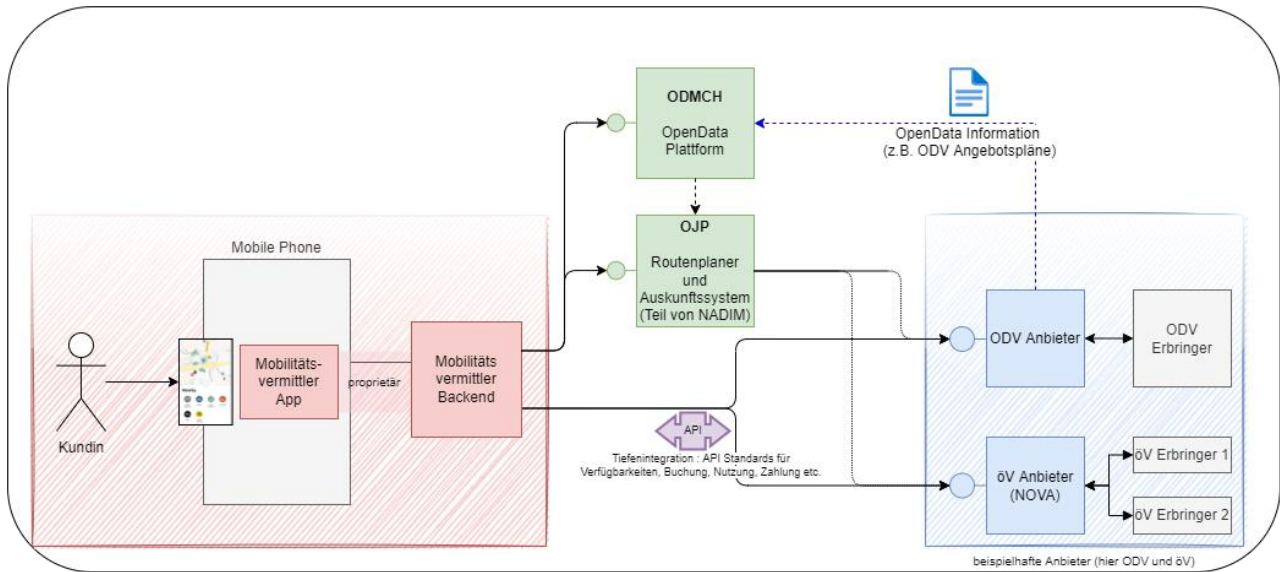 ODMCH
OpenData
Plattform
OpenData Information
(z.B. ODV Angebotspläne)
OJP
Routenplaner
und
Auskunftssystem
(Teil von NADIM)
Mobile Phone
Kundin
Mobilitäts-
vermittler
App
proprietär
Mobilitäts
vermittler
Backend
API
Tiefenintegration : API Standards für
Verfügbarkeiten, Buchung, Nutzung, Zahlung etc.
ODV Anbieter
ODV
Erbringer
öV Anbieter
(NOVA)
öV Erbringer 1
öV Erbringer 2
beispielhafte Anbieter (hier ODV und öV)